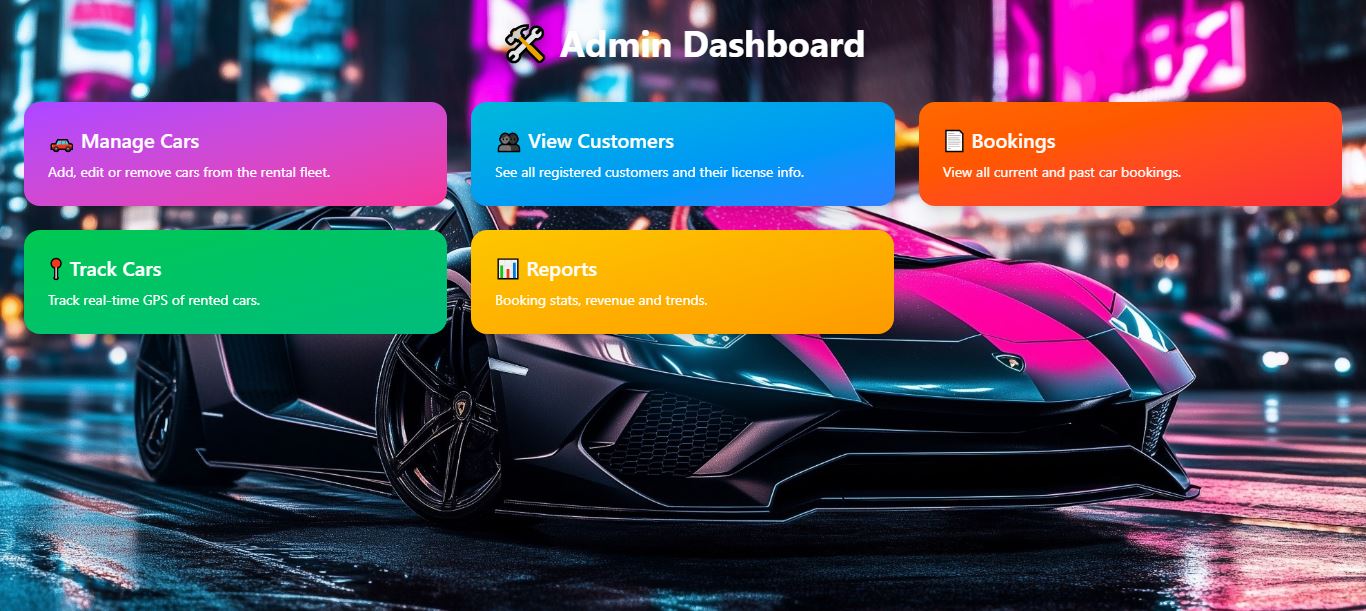 Admin Dashboard
Manage Cars
Add, edit or remove cars from the rental fleet.
View Customers
See all registered customers and their license info.
Bookings
View all current and past car bookings.
Track Cars
Track real-time GPS of rented cars.
Reports
Booking stats, revenue and trends.